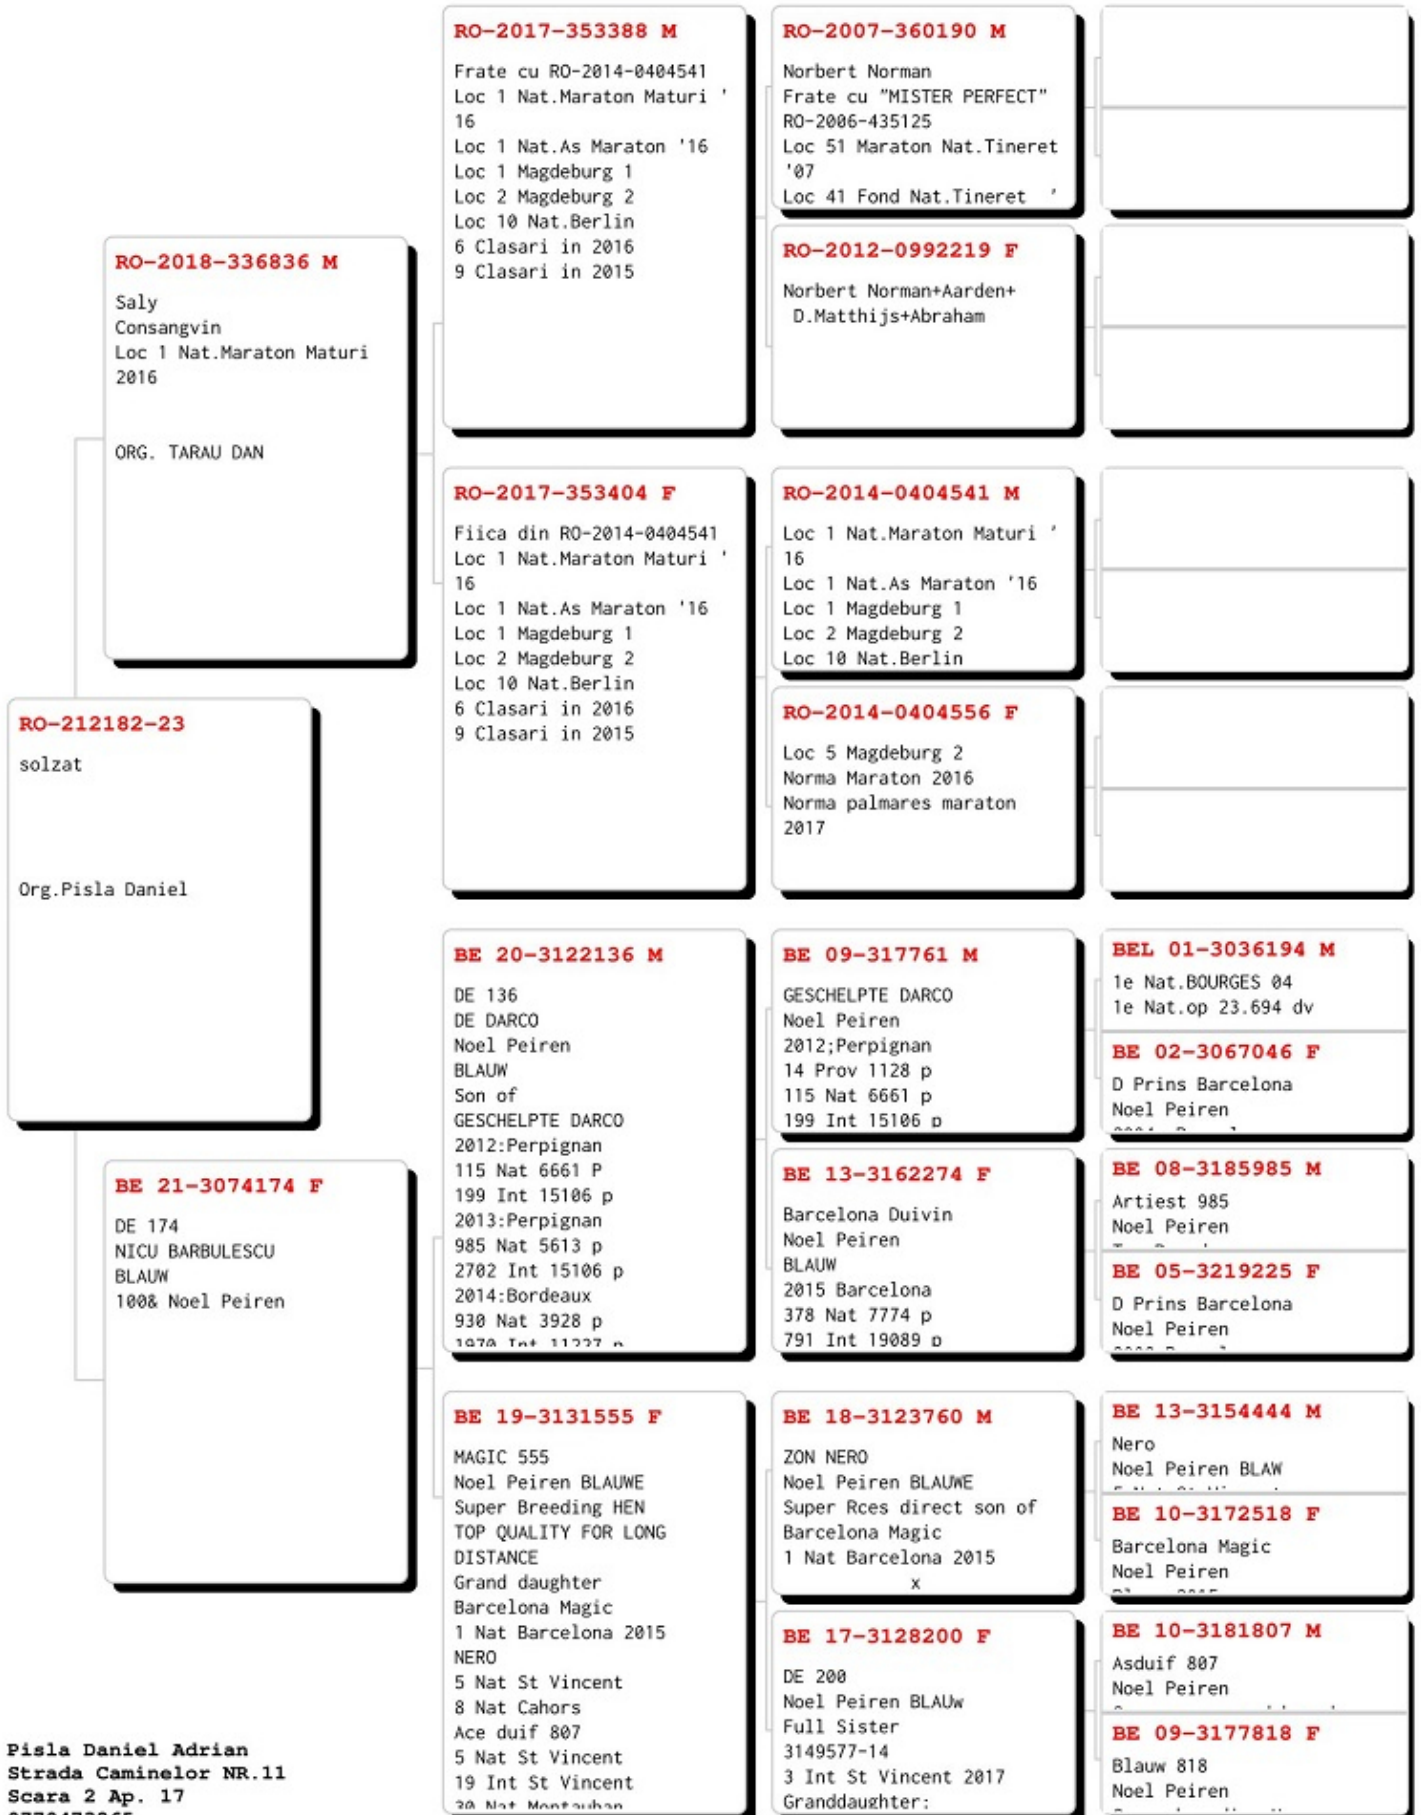 RO-212182-23
solzat
Org.Pisla Daniel
RO-2018-336836 M
Saly
Consangvin
Loc 1 Nat.Maraton Maturi
2016
ORG. TARAU DAN
BE 21-3074174 F
DE 174
NICU BARBULESCU
BLAUW
100& Noel Peiren
RO-2017-353388 M
Frate cu RO-2014-0404541
Loc 1 Nat.Maraton Maturi '
16
Loc 1 Nat.As Maraton '16
Loc 1 Magdeburg 1
Loc 2 Magdeburg 2
Loc 10 Nat.Berlin
6 Clasari in 2016
9 Clasari in 2015
RO-2017-353404 F
Fiica din RO-2014-0404541
Loc 1 Nat.Maraton Maturi '
16
Loc 1 Nat.As Maraton '16
Loc 1 Magdeburg 1
Loc 2 Magdeburg 2
Loc 10 Nat.Berlin
6 Clasari in 2016
9 Clasari in 2015
BE 20-3122136 M
DE 136
DE DARCO
Noel Peiren
BLAUW
Son of
GESCHELPTE DARCO
2012:Perpignan
115 Nat 6661 P
199 Int 15106 p
2013:Perpignan
985 Nat 5613 p
2702 Int 15106 p
2014:Bordeaux
930 Nat 3928 p
1970 Int 11227 p
BE 19-3131555 F
MAGIC 555
Noel Peiren BLAUWE
Super Breeding HEN
TOP QUALITY FOR LONG
DISTANCE
Grand daughter
Barcelona Magic
1 Nat Barcelona 2015
NERO
5 Nat St Vincent
8 Nat Cahors
Ace duif 807
5 Nat St Vincent
19 Int St Vincent
30 Nat Montauban
RO-2007-360190 M
Norbert Norman
Frate cu "MISTER PERFECT"
RO-2006-435125
Loc 51 Maraton Nat.Tineret
'07
Loc 41 Fond Nat.Tineret '
RO-2012-0992219 F
Norbert Norman+Aarden+
D.Matthijs+Abraham
RO-2014-0404541 M
Loc 1 Nat.Maraton Maturi '
16
Loc 1 Nat.As Maraton '16
Loc 1 Magdeburg 1
Loc 2 Magdeburg 2
Loc 10 Nat.Berlin
RO-2014-0404556 F
Loc 5 Magdeburg 2
Norma Maraton 2016
Norma palmares maraton
2017
BE 09-317761 M
GESCHELPTE DARCO
Noel Peiren
2012;Perpignan
14 Prov 1128 p
115 Nat 6661 p
199 Int 15106 p
BE 13-3162274 F
Barcelona Duivin
Noel Peiren
BLAUW
2015 Barcelona
378 Nat 7774 p
791 Int 19089 p
BE 18-3123760 M
ZON NERO
Noel Peiren BLAUWE
Super Rces direct son of
Barcelona Magic
1 Nat Barcelona 2015
x
BE 17-3128200 F
DE 200
Noel Peiren BLAUw
Full Sister
3149577-14
3 Int St Vincent 2017
Granddaughter:
BEL 01-3036194 M
1e Nat.BOURGES 04
1e Nat.op 23.694 dv
BE 02-3067046 F
D Prins Barcelona
Noel Peiren
BE 08-3185985 M
Artiest 985
Noel Peiren
BE 05-3219225 F
D Prins Barcelona
Noel Peiren
BE 13-3154444 M
Nero
Noel Peiren BLAW
BE 10-3172518 F
Barcelona Magic
Noel Peiren
BE 10-3181807 M
Asduif 807
Noel Peiren
BE 09-3177818 F
Blauw 818
Noel Peiren
Pisla Daniel Adrian
Strada Caminelor NR.11
Scara 2 Ap. 17